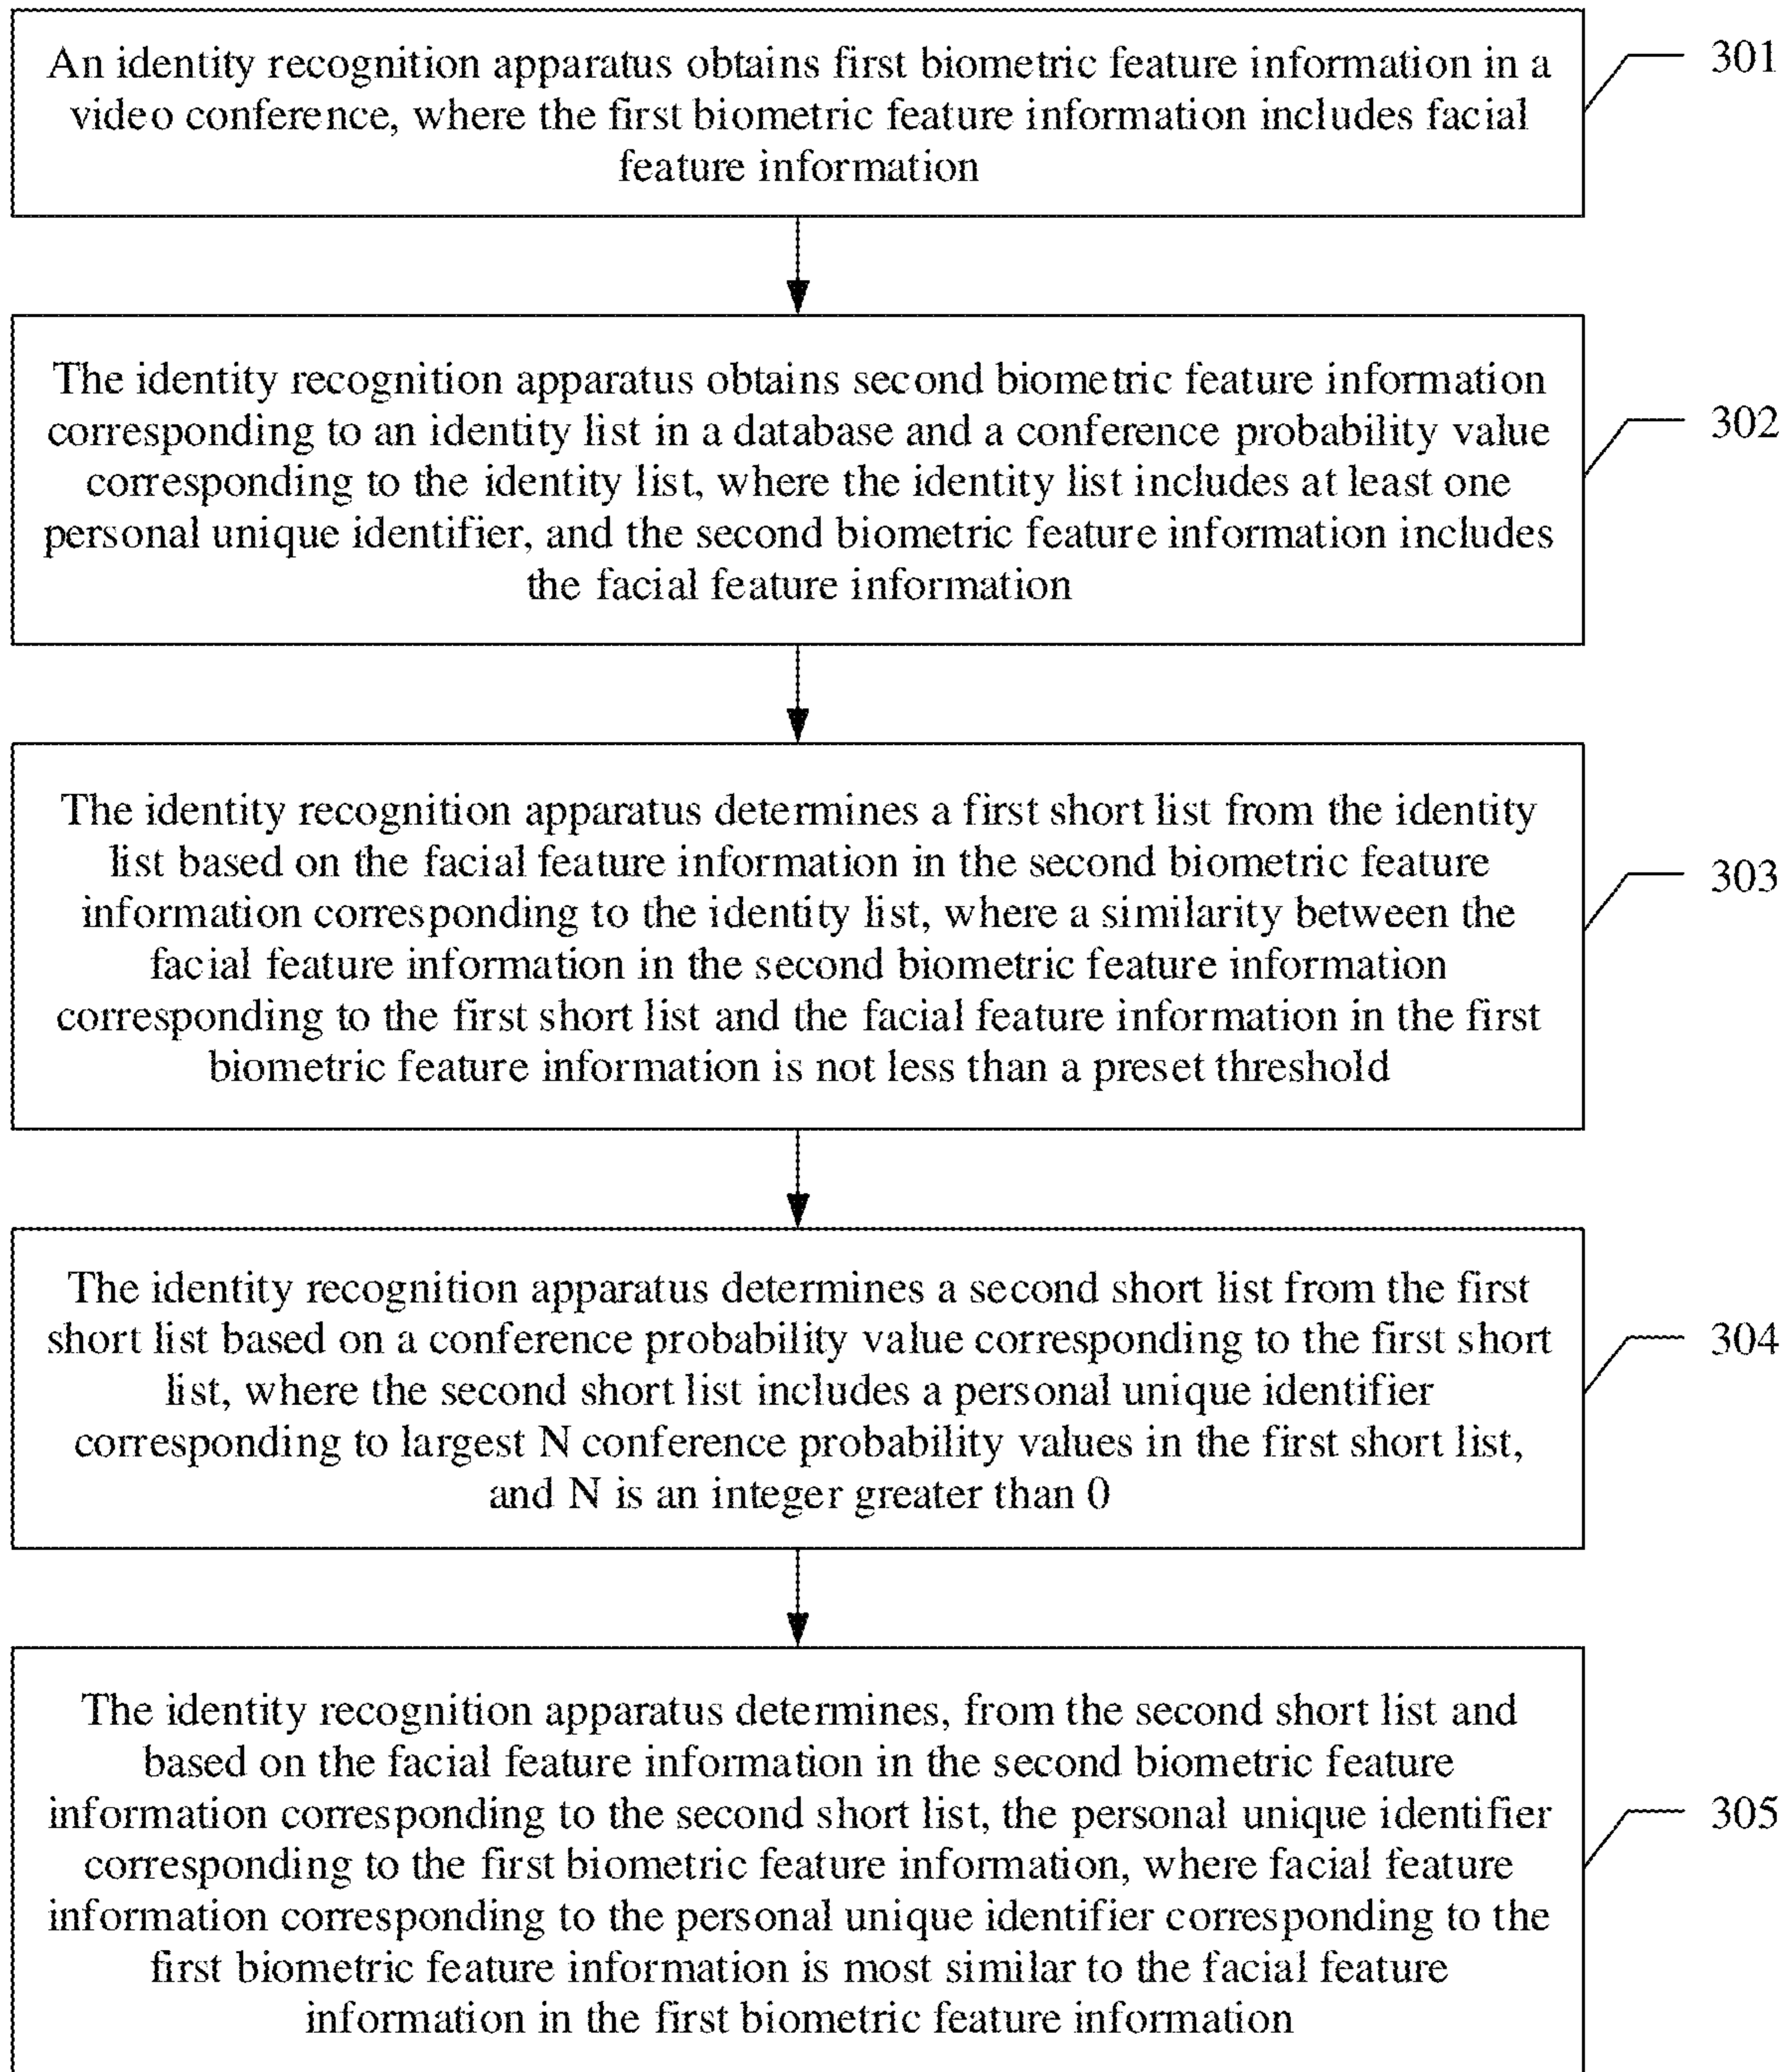 An identity recognition apparatus obtains first biometric feature information in a
video conference, where the first biometric feature information includes facial
feature information
301
The identity recognition apparatus obtains second biometric feature information
corresponding to an identity list in a database and a conference probability value
corresponding to the identity list, where the identity list includes at least one
personal unique identifier, and the second biometric feature information includes
the facial feature information
302
The identity recognition apparatus determines a first short list from the identity
list based on the facial feature information in the second biometric feature
information corresponding to the identity list, where a similarity between the
facial feature information in the second biometric feature information
corresponding to the first short list and the facial feature information in the first
biometric feature information is not less than a preset threshold
303
The identity recognition apparatus determines a second short list from the first
short list based on a conference probability value corresponding to the first short
list, where the second short list includes a personal unique identifier
corresponding to largest N conference probability values in the first short list,
and N is an integer greater than 0
304
The identity recognition apparatus determines, from the second short list and
based on the facial feature information in the second biometric feature
information corresponding to the second short list, the personal unique identifier
corresponding to the first biometric feature information, where facial feature
information corresponding to the personal unique identifier corresponding to the
first biometric feature information is most similar to the facial feature
information in the first biometric feature information
305